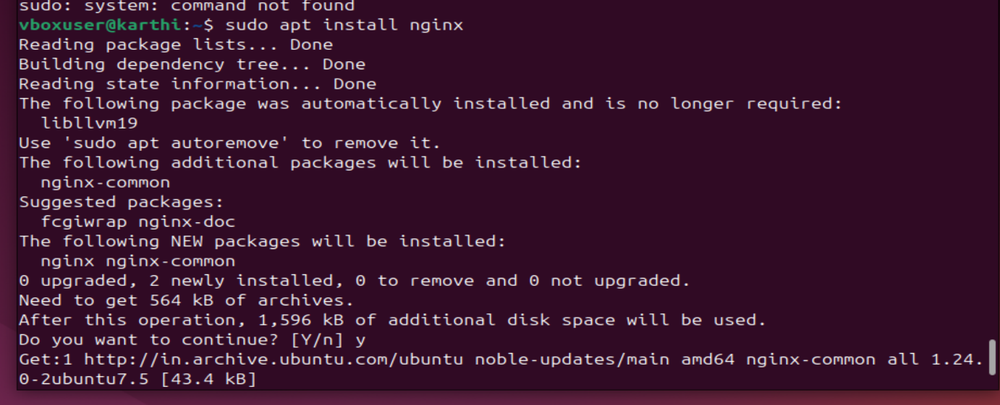 sudo: system: command not found
vboxuser@karthi:~$ sudo apt install nginx
Reading package lists... Done
Building dependency tree... Done
Reading state information... Done
The following package was automatically installed and is no longer required:
  libllvm19
Use 'sudo apt autoremove' to remove it.
The following additional packages will be installed:
  nginx-common
Suggested packages:
  fcgiwrap nginx-doc
The following NEW packages will be installed:
  nginx nginx-common
0 upgraded, 2 newly installed, 0 to remove and 0 not upgraded.
Need to get 564 kB of archives.
After this operation, 1,596 kB of additional disk space will be used.
Do you want to continue? [Y/n] y
Get:1 http://in.archive.ubuntu.com/ubuntu noble-updates/main amd64 nginx-common all 1.24.
0-2ubuntu7.5 [43.4 kB]